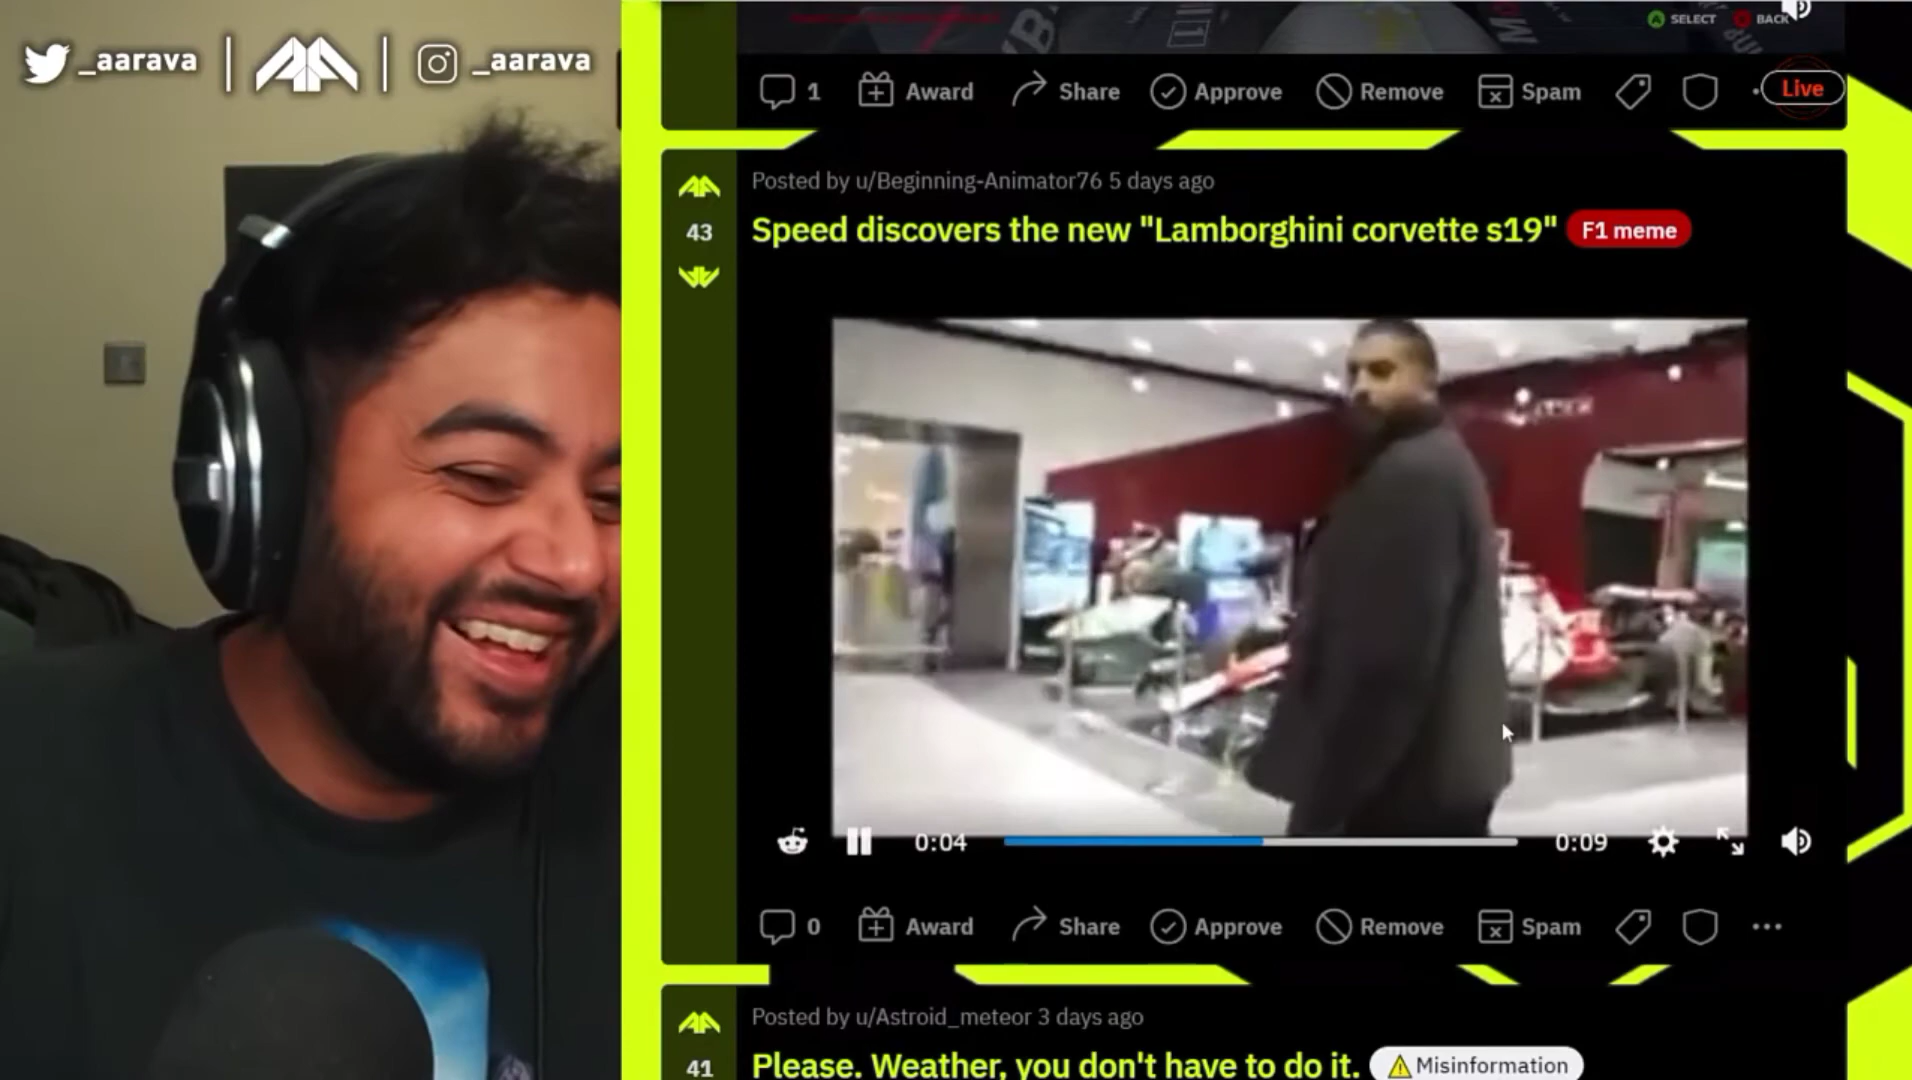 _aarava | | _aarava
SELECT BACK
1 Award Share Approve Remove Spam Live
Posted by u/Beginning-Animator76 5 days ago
43 Speed discovers the new "Lamborghini corvette s19" F1 meme
0:04 0:09
0 Award Share Approve Remove Spam ...
Posted by u/Astroid_meteor 3 days ago
41 Please. Weather, you don't have to do it. Misinformation